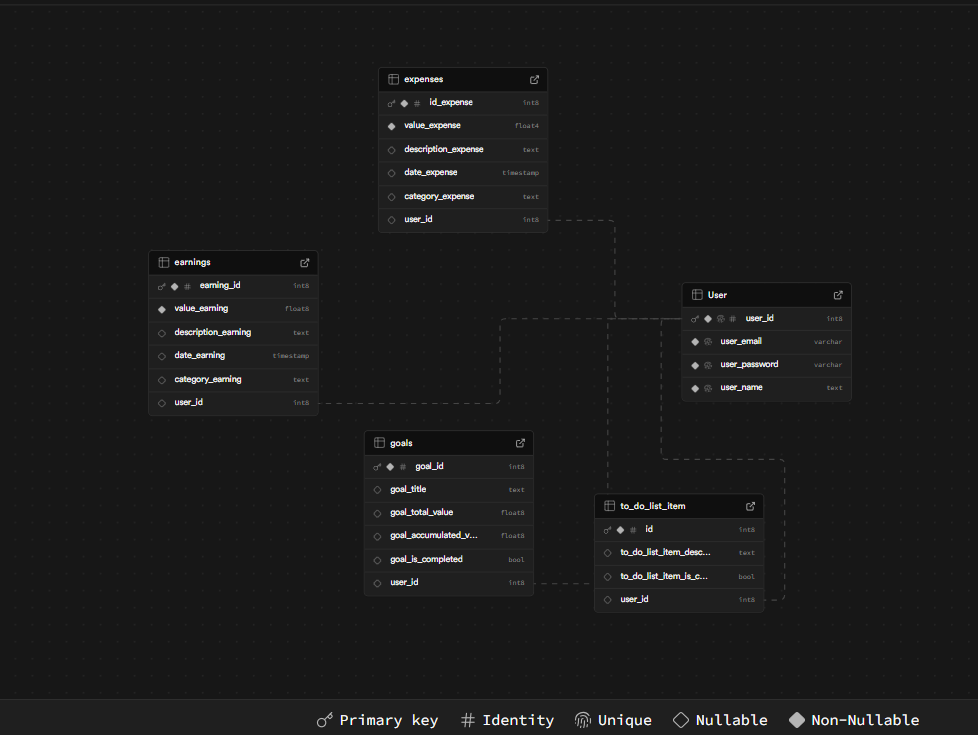 expenses
id_expense int8
value_expense float4
description_expense text
date_expense timestamp
category_expense text
user_id int8
earnings
earning_id int8
value_earning float8
description_earning text
date_earning timestamp
category_earning text
user_id int8
User
user_id int8
user_email varchar
user_password varchar
user_name text
goals
goal_id int8
goal_title text
goal_total_value float8
goal_accumulated_v... float8
goal_is_completed bool
user_id int8
to_do_list_item
id int8
to_do_list_item_desc... text
to_do_list_item_is_c... bool
user_id int8
Primary key # Identity Unique Nullable Non-Nullable